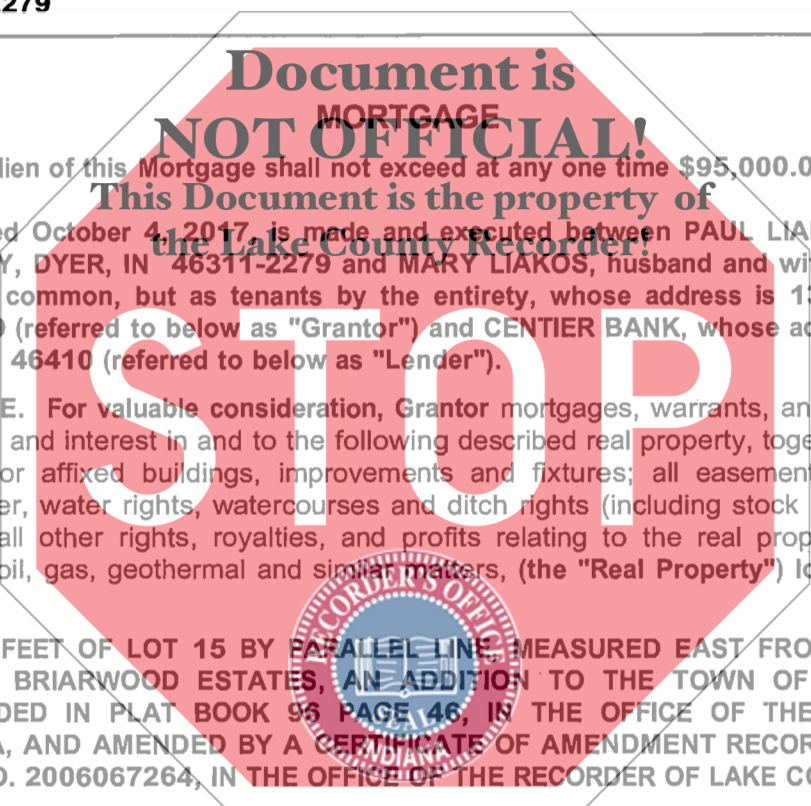 2279
Document is
MORTGAGE
NOT OFFICIAL!
lien of this Mortgage shall not exceed at any one time $95,000.0
This Document is the property of
ed October 4, 2017, is made and executed between PAUL LIA
the Lake County Recorder!
Y, DYER, IN 46311-2279 and MARY LIAKOS, husband and wi
common, but as tenants by the entirety, whose address is 1
(referred to below as "Grantor") and CENTIER BANK, whose ad
46410 (referred to below as "Lender").
STOP
E. For valuable consideration, Grantor mortgages, warrants, an
and interest in and to the following described real property, toge
or affixed buildings, improvements and fixtures; all easement
er, water rights, watercourses and ditch rights (including stock
all other rights, royalties, and profits relating to the real prop
oil, gas, geothermal and similar matters, (the "Real Property") lo
RECORDER'S OFFICE
SEAL
INDIANA
FEET OF LOT 15 BY PARALLEL LINE, MEASURED EAST FRO
BRIARWOOD ESTATES, AN ADDITION TO THE TOWN OF
DED IN PLAT BOOK 96 PAGE 46, IN THE OFFICE OF THE
A, AND AMENDED BY A CERTIFICATE OF AMENDMENT RECOR
O. 2006067264, IN THE OFFICE OF THE RECORDER OF LAKE CO